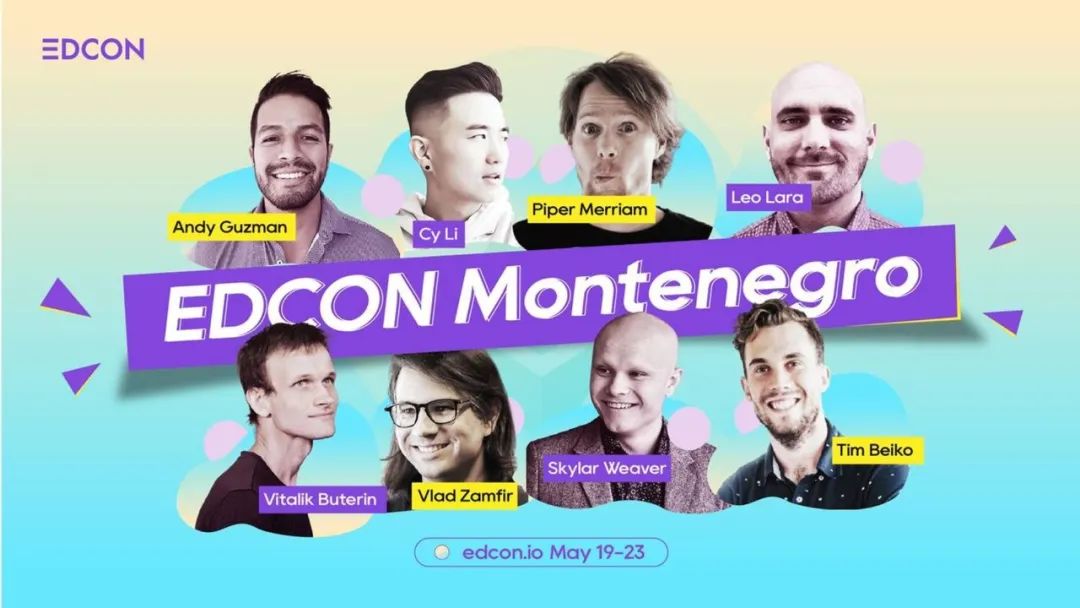 EDCON
Andy Guzman
Cy Li
Piper Merriam
Leo Lara
EDCON Montenegro
Vitalik Buterin
Vlad Zamfir
Skylar Weaver
Tim Beiko
edcon.io May 19-23